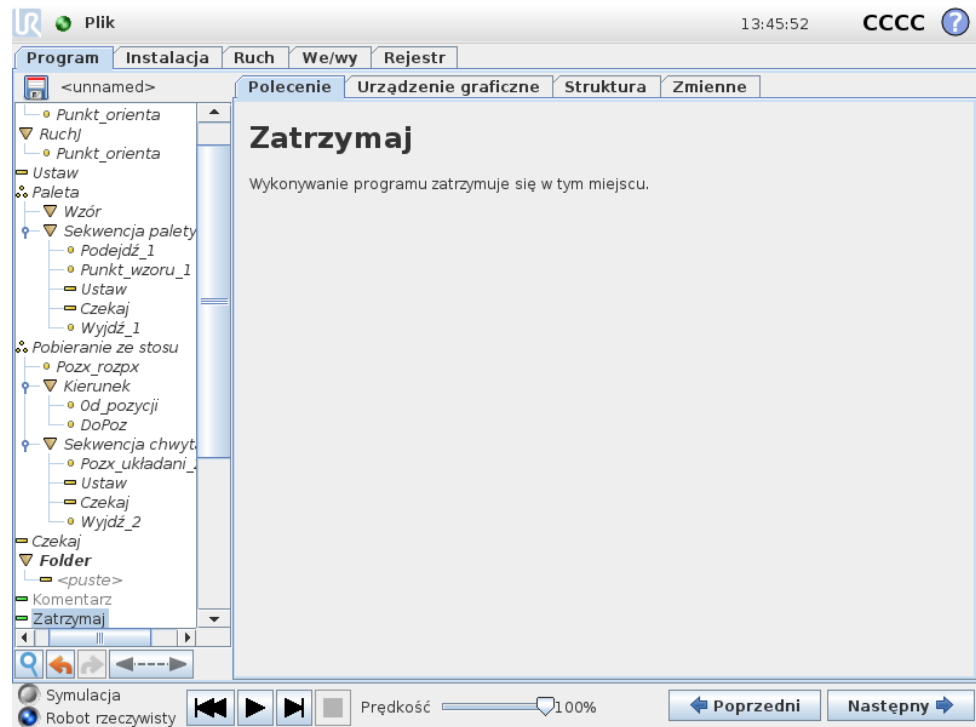 UR Plik 13:45:52 CCCC ?
Program Instalacja Ruch We/wy Rejestr
<unnamed> Polecenie Urządzenie graficzne Struktura Zmienne
Punkt_orienta
RuchJ
Punkt_orienta
Ustaw
Paleta
Wzór
Sekwencja palety
Podejdź_1
Punkt_wzoru_1
Ustaw
Czekaj
Wyjdź_1
Pobieranie ze stosu
Pozx_rozpx
Kierunek
Od_pozycji
DoPoz
Sekwencja chwyt
Pozx_układani_
Ustaw
Czekaj
Wyjdź_2
Czekaj
Folder
<puste>
Komentarz
Zatrzymaj
Zatrzymaj
Wykonywanie programu zatrzymuje się w tym miejscu.
Symulacja
Robot rzeczywisty
Prędkość 100%
Poprzedni Następny